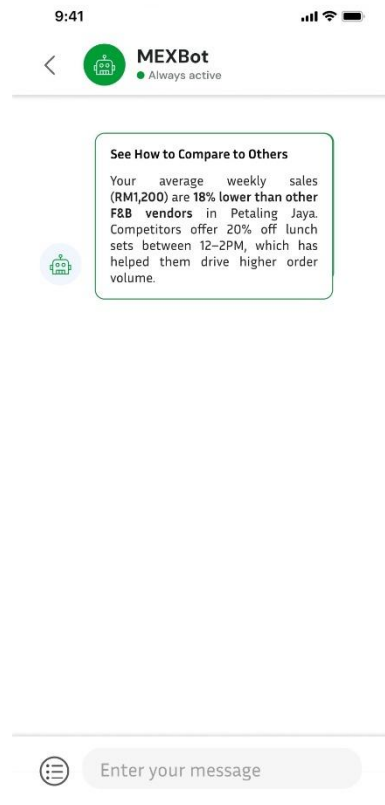 9:41
MEXBot
Always active
See How to Compare to Others
Your average weekly sales
(RM1,200) are 18% lower than other
F&B vendors in Petaling Jaya.
Competitors offer 20% off lunch
sets between 12–2PM, which has
helped them drive higher order
volume.
Enter your message